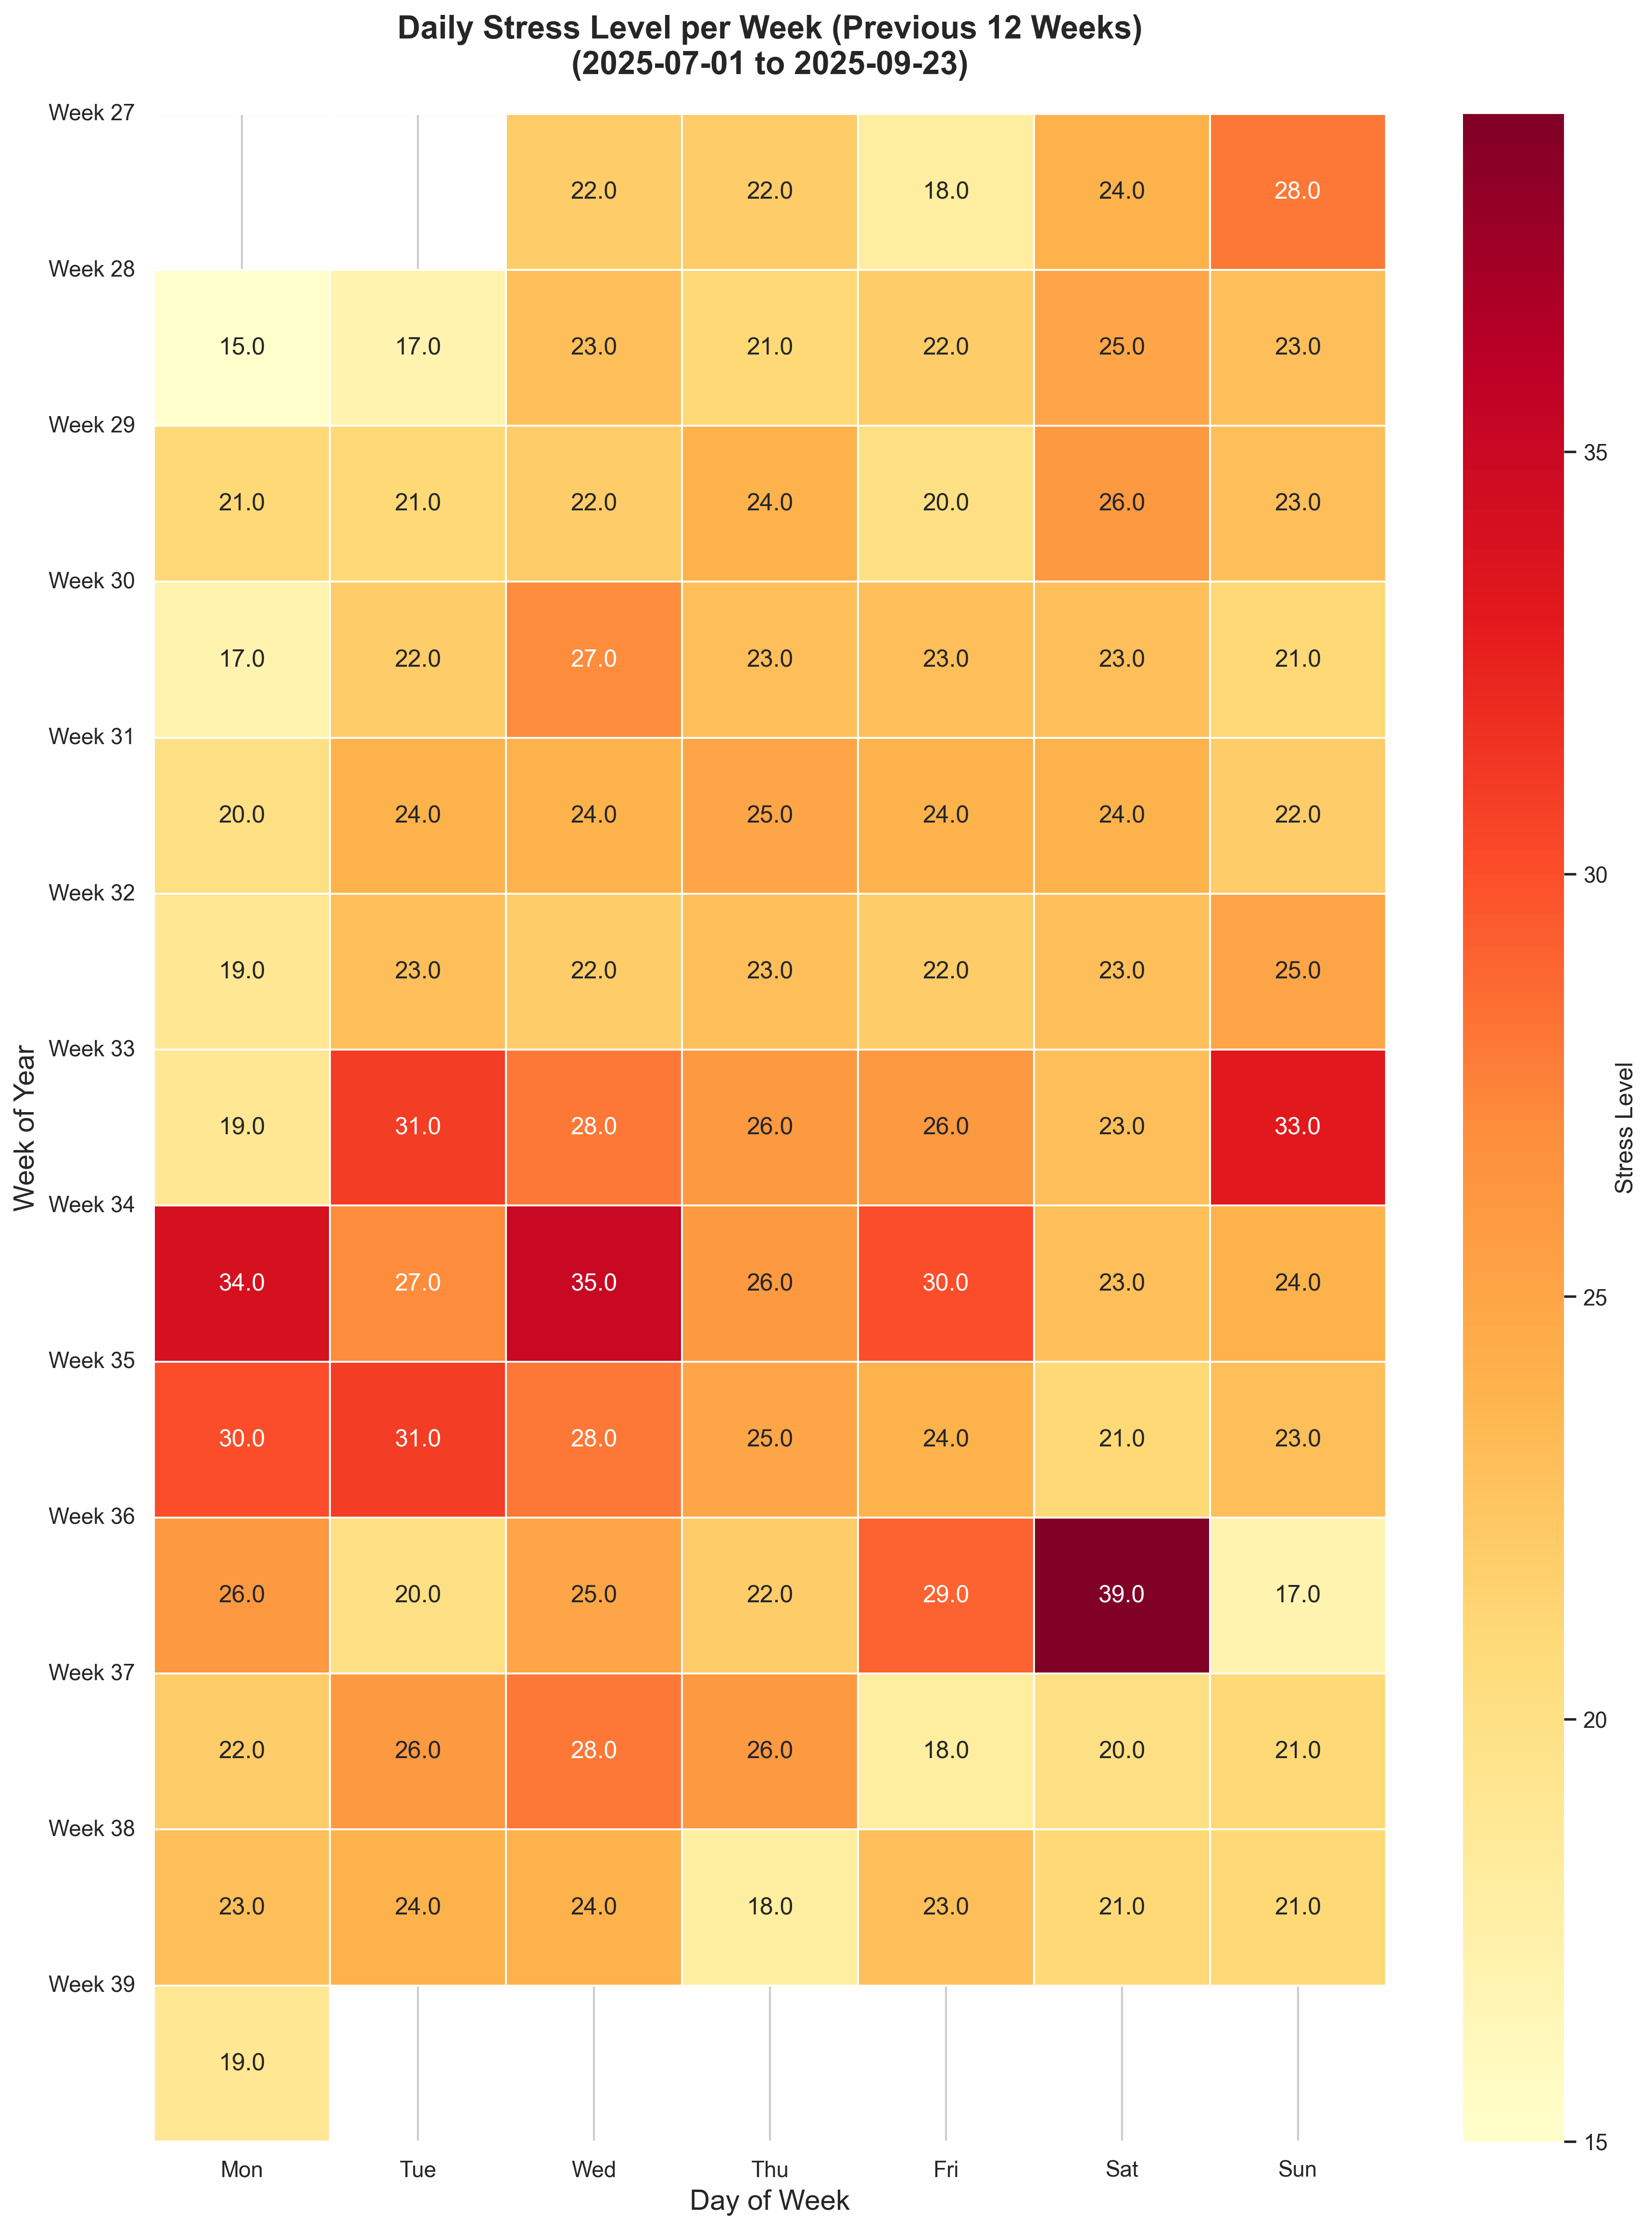 Daily Stress Level per Week (Previous 12 Weeks)
(2025-07-01 to 2025-09-23)
Week 27
22.0 22.0 18.0 24.0 28.0
Week 28
15.0 17.0 23.0 21.0 22.0 25.0 23.0
Week 29
21.0 21.0 22.0 24.0 20.0 26.0 23.0
Week 30
17.0 22.0 27.0 23.0 23.0 23.0 21.0
Week 31
20.0 24.0 24.0 25.0 24.0 24.0 22.0
Week 32
19.0 23.0 22.0 23.0 22.0 23.0 25.0
Week 33
19.0 31.0 28.0 26.0 26.0 23.0 33.0
Week 34
34.0 27.0 35.0 26.0 30.0 23.0 24.0
Week 35
30.0 31.0 28.0 25.0 24.0 21.0 23.0
Week 36
26.0 20.0 25.0 22.0 29.0 39.0 17.0
Week 37
22.0 26.0 28.0 26.0 18.0 20.0 21.0
Week 38
23.0 24.0 24.0 18.0 23.0 21.0 21.0
Week 39
19.0
Mon Tue Wed Thu Fri Sat Sun
Day of Week
Week of Year
35
30
25
20
15
Stress Level